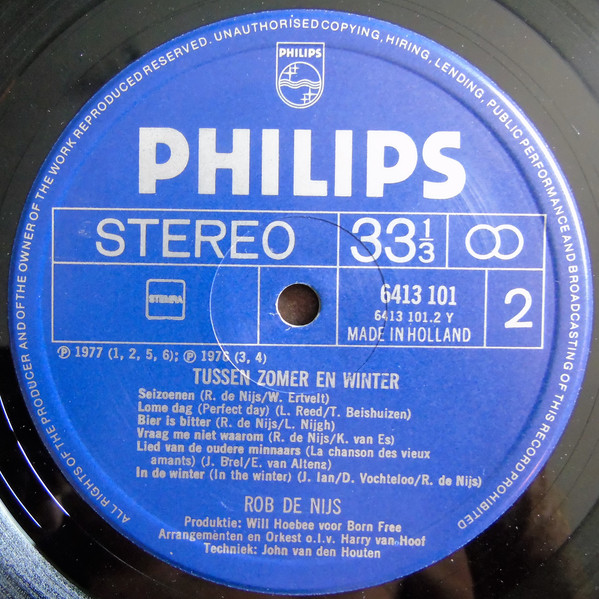 ALL RIGHTS OF THE PRODUCER AND OF THE OWNER OF THE WORK REPRODUCED RESERVED. UNAUTHORISED COPYING, HIRING, LENDING, PUBLIC PERFORMANCE AND BROADCASTING OF THIS RECORD PROHIBITED
PHILIPS
PHILIPS
STEREO 33 1/3
STEMRA
6413 101
6413 101.2 Y
MADE IN HOLLAND
2
℗ 1977 (1, 2, 5, 6); ℗ 1976 (3, 4)
TUSSEN ZOMER EN WINTER
Seizoenen (R. de Nijs/W. Ertvelt)
Lome dag (Perfect day) (L. Reed/T. Beishuizen)
Bier is bitter (R. de Nijs/L. Nijgh)
Vraag me niet waarom (R. de Nijs/K. van Es)
Lied van de oudere minnaars (La chanson des vieux
amants) (J. Brel/E. van Altena)
In de winter (In the winter) (J. Ian/D. Vochteloo/R. de Nijs)
ROB DE NIJS
Produktie: Will Hoebee voor Born Free
Arrangementen en Orkest o.l.v. Harry van Hoof
Techniek: John van den Houten